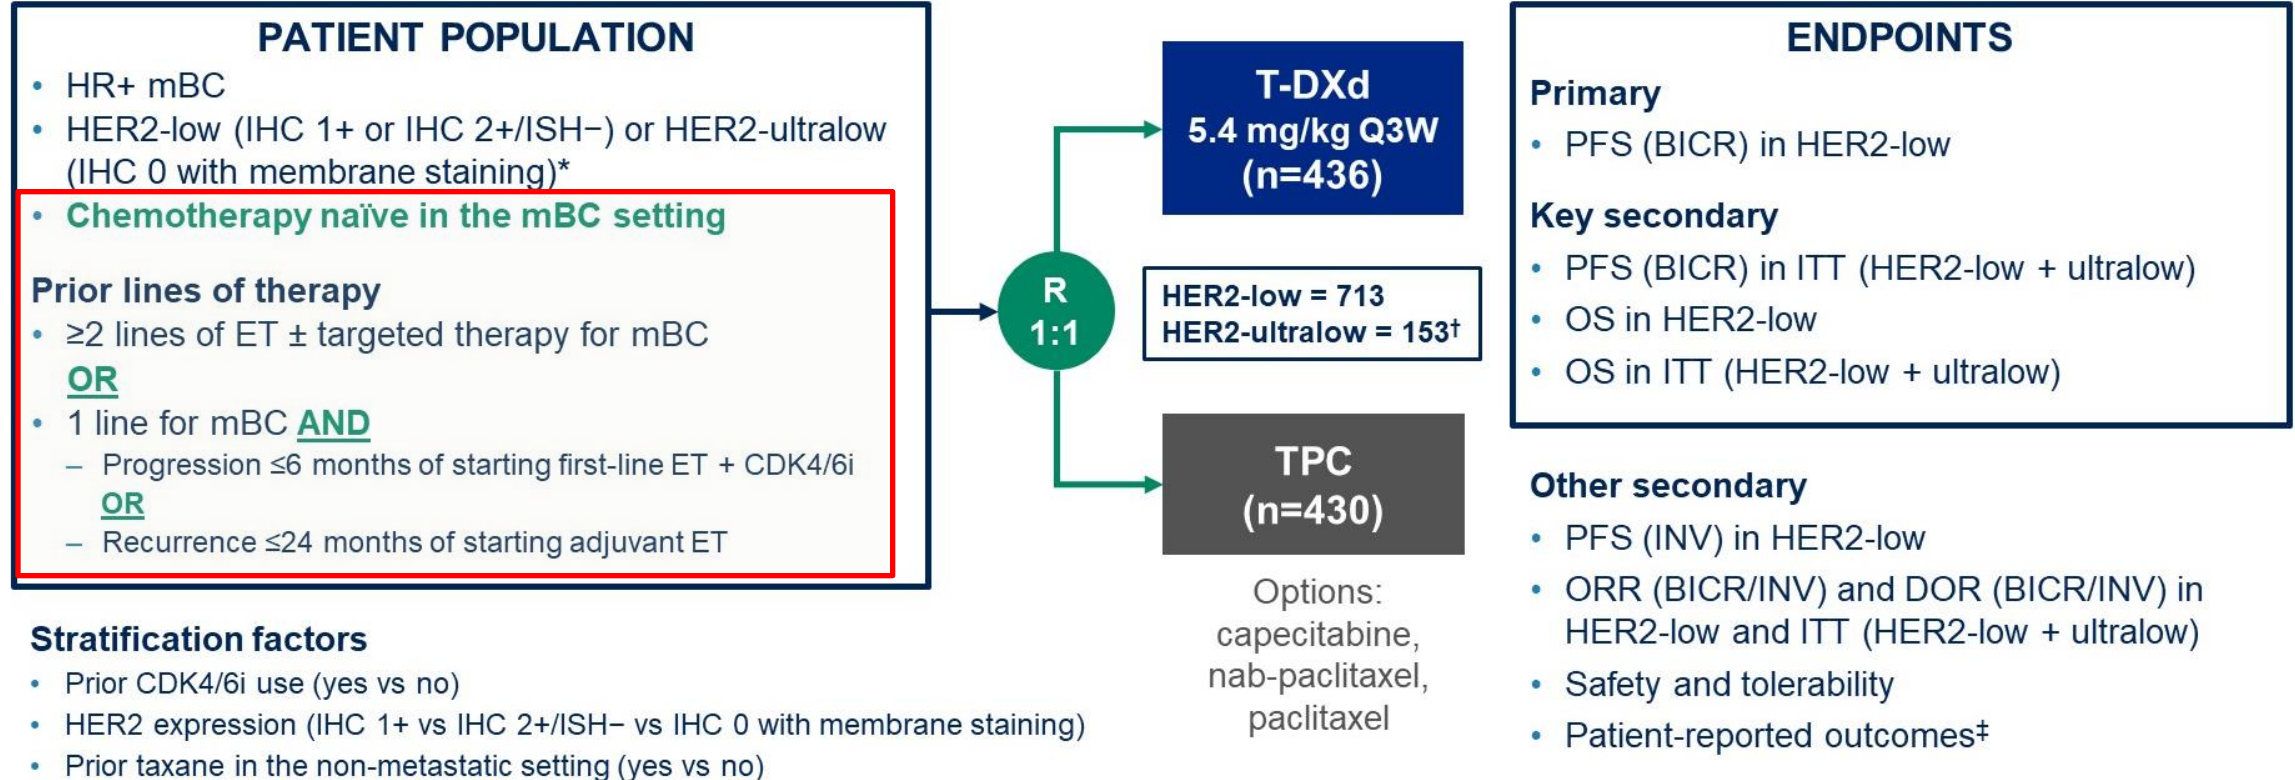 PATIENT POPULATION
• HR+ mBC
• HER2-low (IHC 1+ or IHC 2+/ISH−) or HER2-ultralow
(IHC 0 with membrane staining)*
• Chemotherapy naïve in the mBC setting
Prior lines of therapy
• ≥2 lines of ET ± targeted therapy for mBC
OR
• 1 line for mBC AND
– Progression ≤6 months of starting first-line ET + CDK4/6i
OR
– Recurrence ≤24 months of starting adjuvant ET
Stratification factors
• Prior CDK4/6i use (yes vs no)
• HER2 expression (IHC 1+ vs IHC 2+/ISH− vs IHC 0 with membrane staining)
• Prior taxane in the non-metastatic setting (yes vs no)
R
1:1
T-DXd
5.4 mg/kg Q3W
(n=436)
HER2-low = 713
HER2-ultralow = 153†
TPC
(n=430)
Options:
capecitabine,
nab-paclitaxel,
paclitaxel
ENDPOINTS
Primary
• PFS (BICR) in HER2-low
Key secondary
• PFS (BICR) in ITT (HER2-low + ultralow)
• OS in HER2-low
• OS in ITT (HER2-low + ultralow)
Other secondary
• PFS (INV) in HER2-low
• ORR (BICR/INV) and DOR (BICR/INV) in
HER2-low and ITT (HER2-low + ultralow)
• Safety and tolerability
• Patient-reported outcomes‡